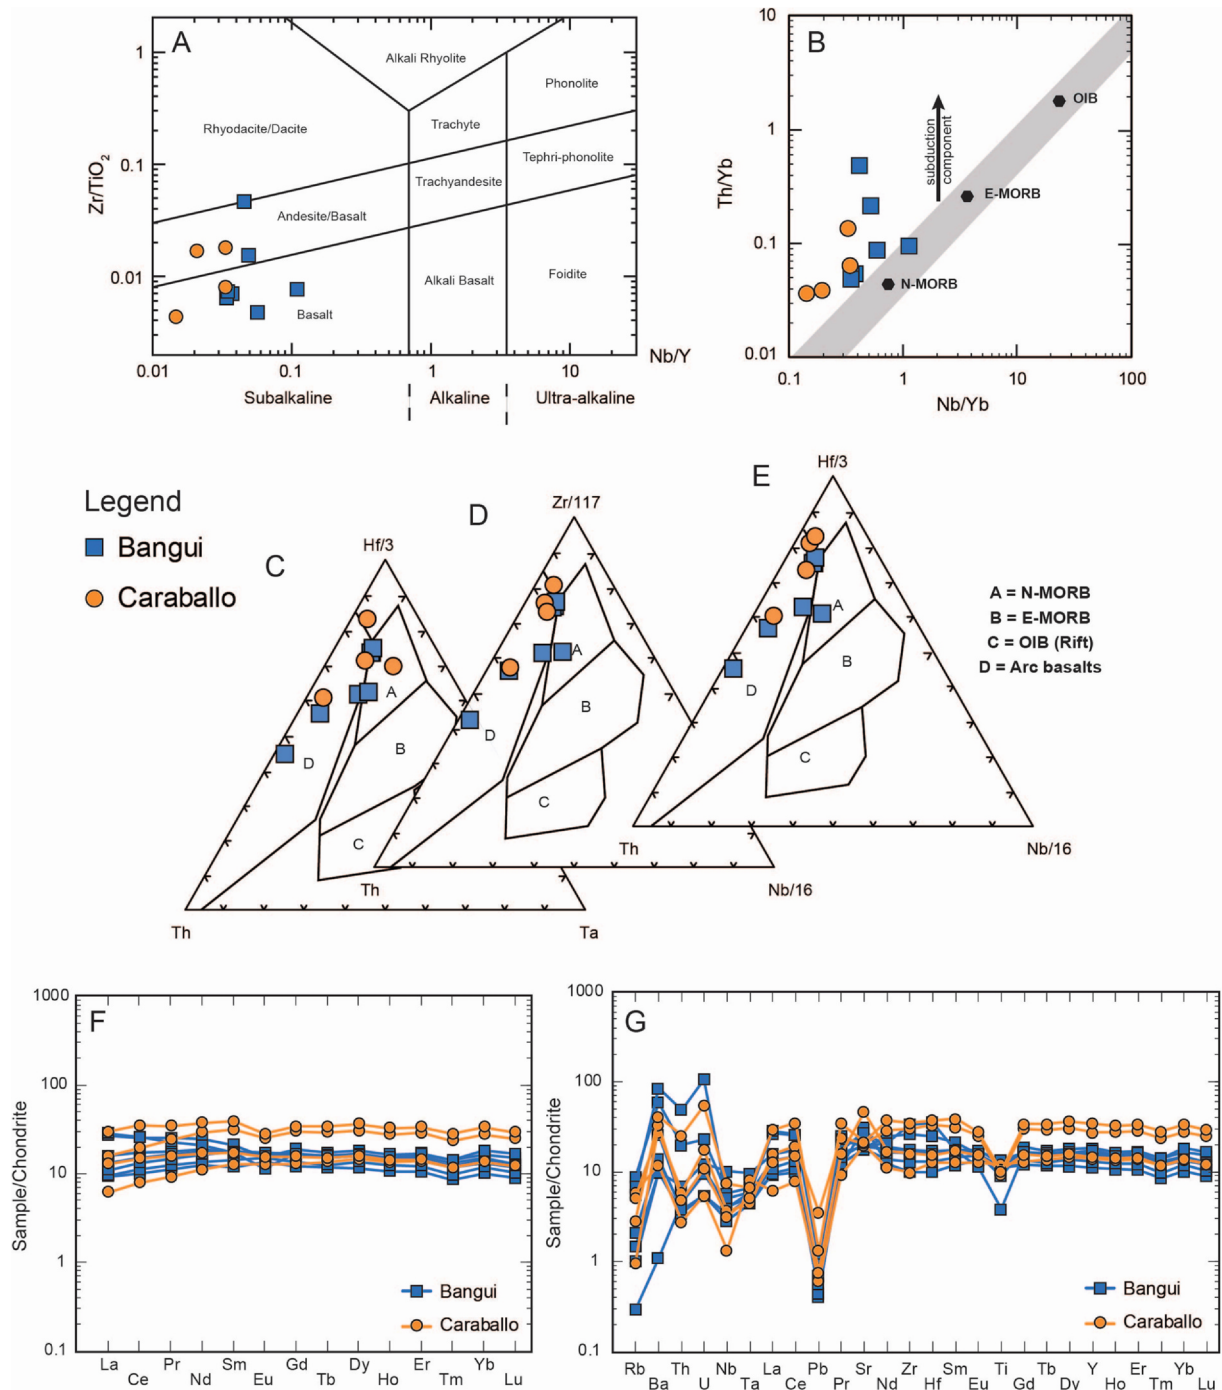 A
1
0.1
0.01
Zr/TiO2
Alkali Rhyolite
Phonolite
Rhyodacite/Dacite
Trachyte
Tephri-phonolite
Trachyandesite
Andesite/Basalt
Alkali Basalt
Foidite
Basalt
0.01
0.1
1
10
Nb/Y
Subalkaline
Alkaline
Ultra-alkaline
B
10
1
0.1
0.01
Th/Yb
subduction
component
OIB
E-MORB
N-MORB
0.1
1
10
100
Nb/Yb
Legend
Bangui
Caraballo
C
Hf/3
A
B
C
D
Th
Ta
D
Zr/117
A
B
C
D
Th
Nb/16
E
Hf/3
A
B
C
D
Th
Nb/16
A = N-MORB
B = E-MORB
C = OIB (Rift)
D = Arc basalts
F
1000
100
10
1
0.1
Sample/Chondrite
Bangui
Caraballo
La
Ce
Pr
Nd
Sm
Eu
Gd
Tb
Dy
Ho
Er
Tm
Yb
Lu
G
1000
100
10
1
0.1
Sample/Chondrite
Bangui
Caraballo
Rb
Ba
Th
U
Nb
Ta
La
Ce
Pb
Pr
Sr
Nd
Zr
Hf
Sm
Eu
Ti
Gd
Tb
Dy
Y
Ho
Er
Tm
Yb
Lu